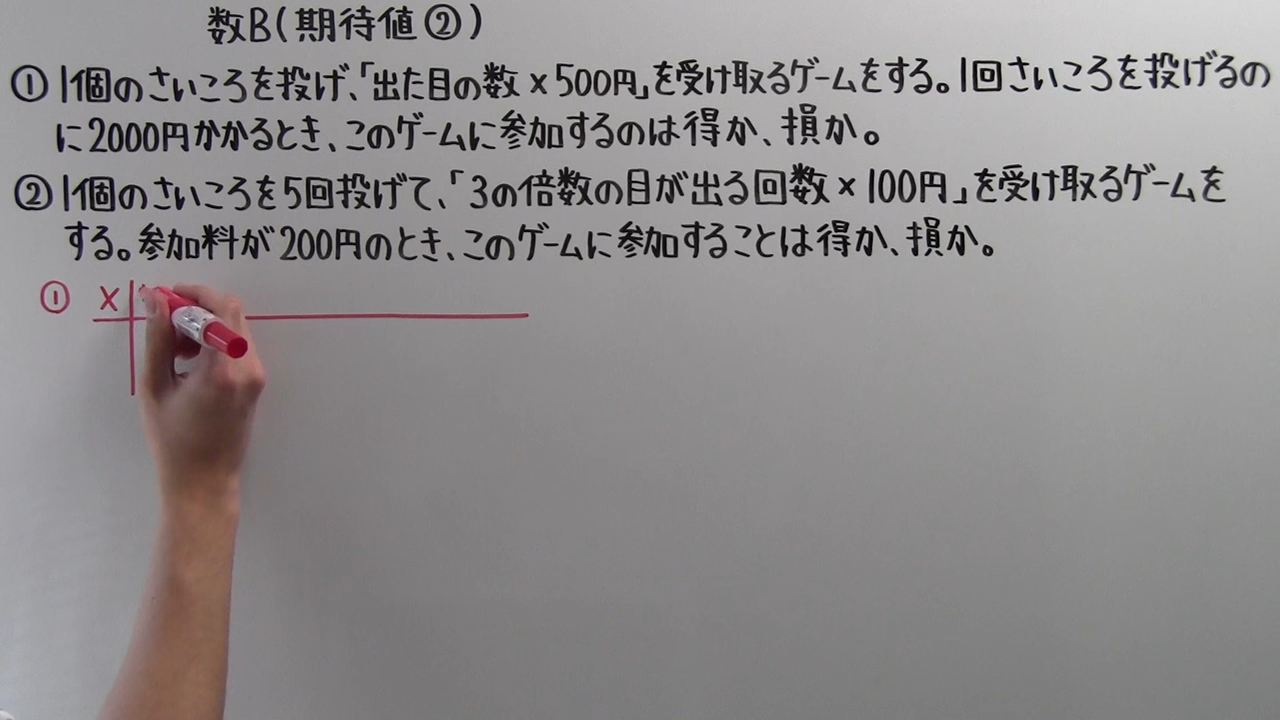 数B(期待値②)
①1個のさいころを投げ、「出た目の数×500円」を受け取るゲームをする。1回さいころを投げるの
に2000円かかるとき、このゲームに参加するのは得か、損か。
②1個のさいころを5回投げて、「3の倍数の目が出る回数×100円」を受け取るゲームを
する。参加料が200円のとき、このゲームに参加することは得か、損か。
① X